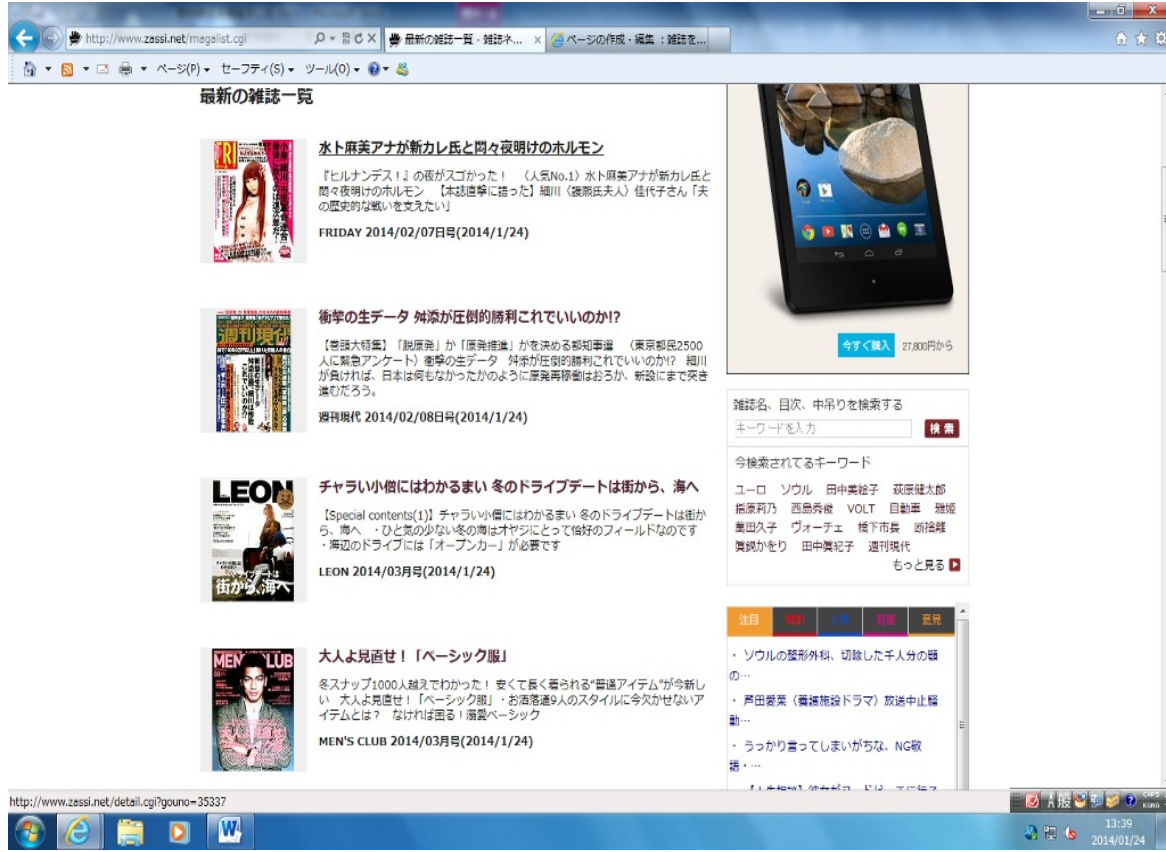 http://www.zassi.net/magalist.cgi
最新の雑誌一覧 - 雑誌ネ...
ページの作成・編集 : 雑誌を...
ページ(P)
セーフティ(S)
ツール(O)
最新の雑誌一覧
水卜麻美アナが新カレ氏と悶々夜明けのホルモン
『ヒルナンデス!』の夜がスゴかった! 〈人気No.1〉水卜麻美アナが新カレ氏と
悶々夜明けのホルモン 【本誌直撃に語った】細川〈護熙氏夫人〉佳代子さん「夫
の歴史的な戦いを支えたい」
FRIDAY 2014/02/07日号(2014/1/24)
週刊現代
衝撃の生データ 舛添が圧倒的勝利これでいいのか!?
【巻頭大特集】「脱原発」か「原発推進」かを決める都知事選 〈東京都民2500
人に緊急アンケート〉衝撃の生データ 舛添が圧倒的勝利これでいいのか!? 細川
が負ければ、日本は何もなかったかのように原発再稼働はおろか、新設にまで突き
進むだろう。
週刊現代 2014/02/08日号(2014/1/24)
LEON
街から、海へ
チャラい小僧にはわかるまい 冬のドライブデートは街から、海へ
【Special contents(1)】チャラい小僧にはわかるまい 冬のドライブデートは街か
ら、海へ ・ひと気の少ない冬の海はオヤジにとって恰好のフィールドなのです
・海辺のドライブには「オープンカー」が必要です
LEON 2014/03月号(2014/1/24)
MEN'S CLUB
大人よ見直せ!「ベーシック服」
冬スナップ1000人越えでわかった! 安くて長く着られる“普通アイテム”が今新し
い 大人よ見直せ!「ベーシック服」・お洒落通9人のスタイルに今欠かせないア
イテムとは? なければ困る!溺愛ベーシック
MEN'S CLUB 2014/03月号(2014/1/24)
今すぐ購入 27,800円から
雑誌名、目次、中吊りを検索する
キーワードを入力 検索
今検索されてるキーワード
ユーロ ソウル 田中美絵子 萩原健太郎
指原莉乃 西島秀俊 VOLT 自動車 雅姫
萬田久子 ヴォーチェ 橋下市長 断捨離
眞鍋かをり 田中眞紀子 週刊現代
もっと見る
注目 意見
・ ソウルの整形外科、切除した千人分の顎
の…
・ 芦田愛菜〈養護施設ドラマ〉放送中止騒
動…
・ うっかり言ってしまいがちな、NG敬
語・…
http://www.zassi.net/detail.cgi?gouno=35337
A 般
CAPS
KANA
13:39
2014/01/24